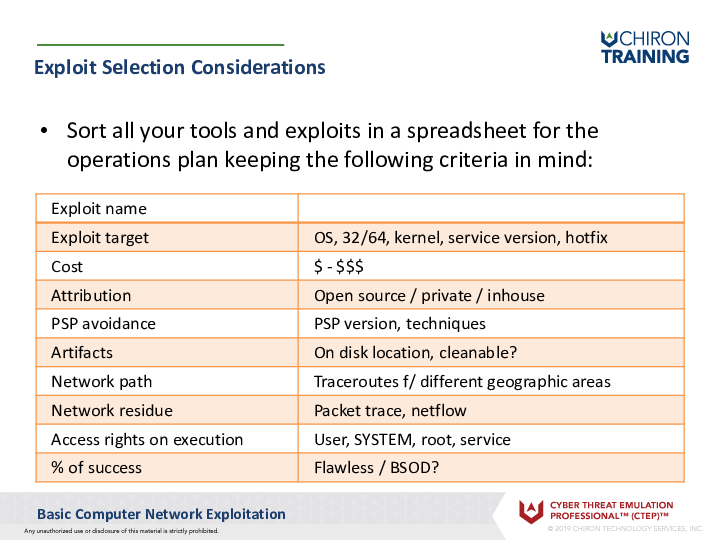 CHIRON
TRAINING
Exploit Selection Considerations
• Sort all your tools and exploits in a spreadsheet for the
operations plan keeping the following criteria in mind:
Exploit name
Exploit target OS, 32/64, kernel, service version, hotfix
Cost $ - $$$
Attribution Open source / private / inhouse
PSP avoidance PSP version, techniques
Artifacts On disk location, cleanable?
Network path Traceroutes f/ different geographic areas
Network residue Packet trace, netflow
Access rights on execution User, SYSTEM, root, service
% of success Flawless / BSOD?
Basic Computer Network Exploitation
CYBER THREAT EMULATION
PROFESSIONAL™ (CTEP)™
Any unauthorized use or disclosure of this material is strictly prohibited.
© 2019 CHIRON TECHNOLOGY SERVICES, INC.